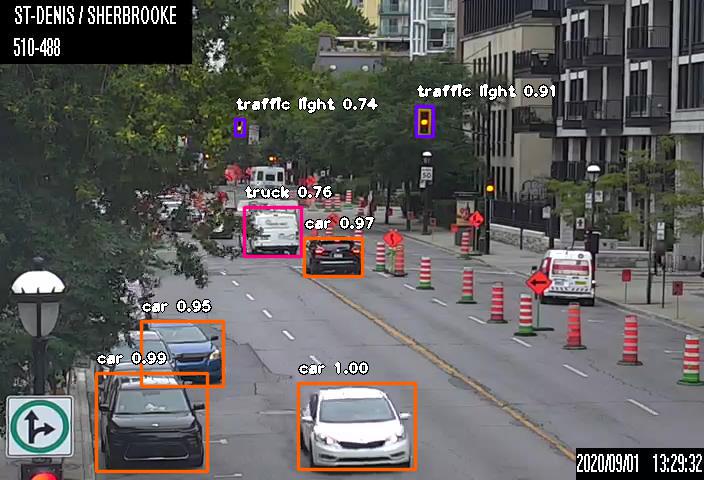 ST-DENIS / SHERBROOKE
510-488
traffic light 0.91
traffic light 0.74
50
truck 0.76
car 0.97
car 0.95
car 0.99
car 1.00
2020/09/01 13:29:32